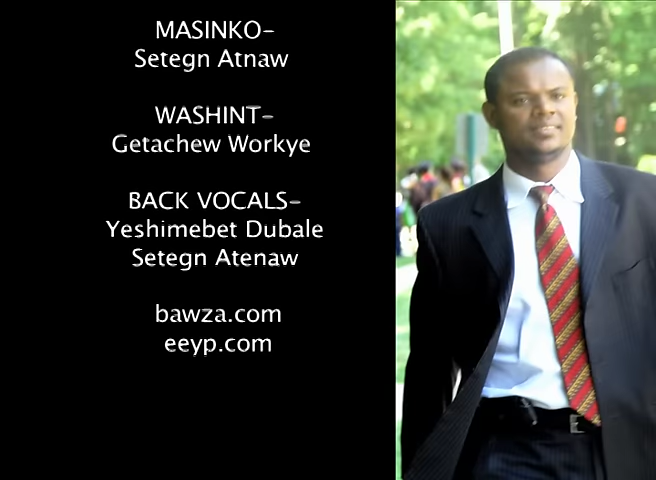 MASINKO-
Setegn Atnaw
WASHINT-
Getachew Workye
BACK VOCALS-
Yeshimebet Dubale
Setegn Atenaw
bawza.com
eeyp.com